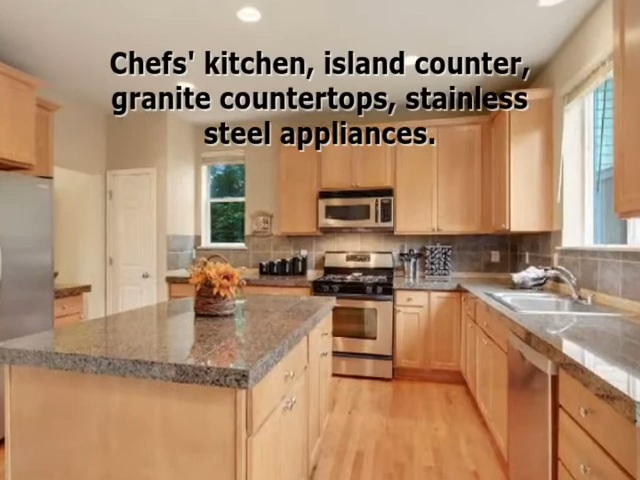 Chefs' kitchen, island counter,
granite countertops, stainless
steel appliances.